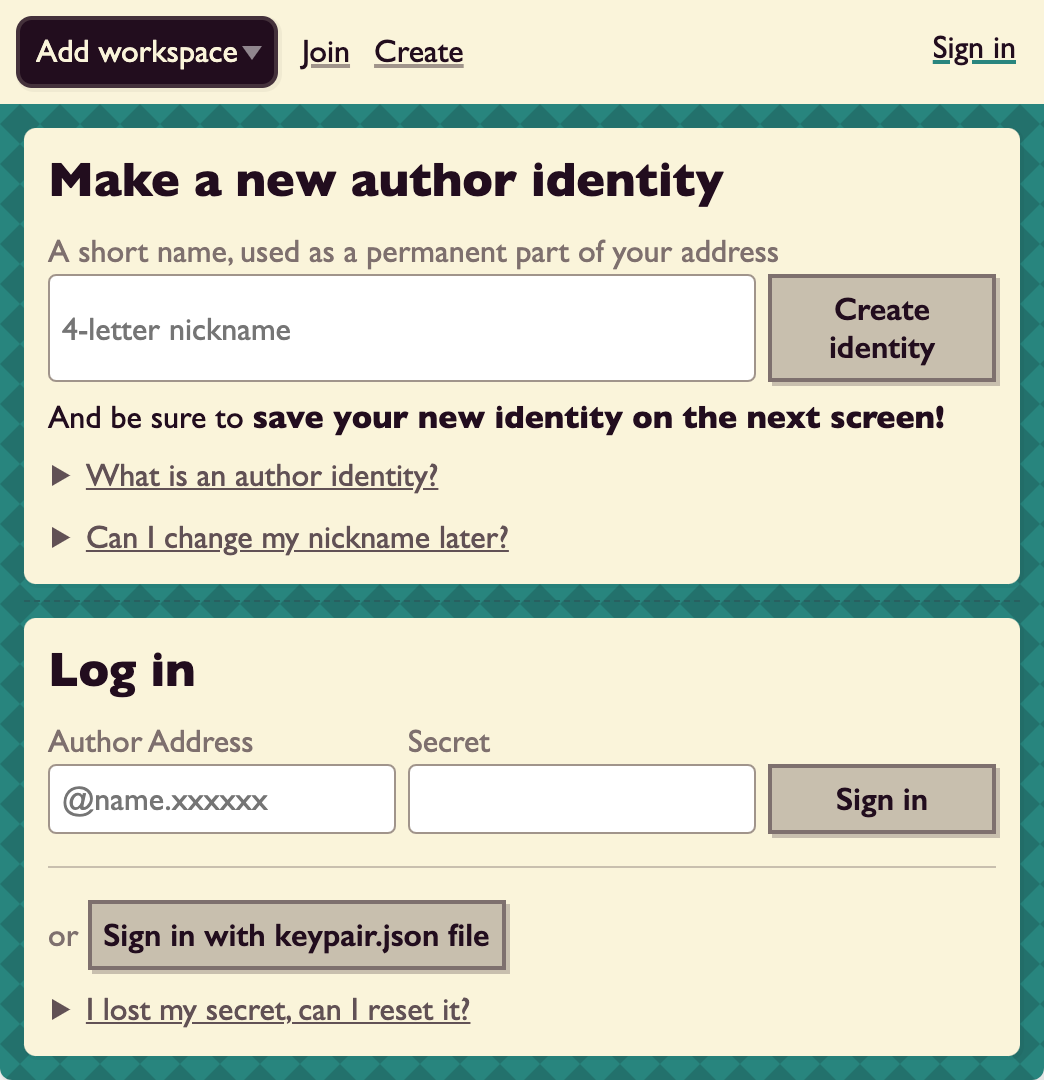 Add workspace Join Create Sign in
Make a new author identity
A short name, used as a permanent part of your address
4-letter nickname
Create
identity
And be sure to save your new identity on the next screen!
What is an author identity?
Can I change my nickname later?
Log in
Author Address Secret
@name.xxxxxx Sign in
or Sign in with keypair.json file
I lost my secret, can I reset it?